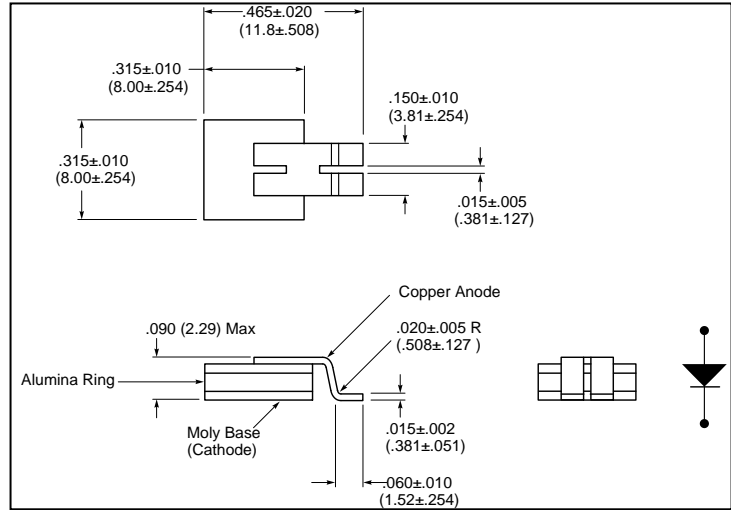 .465±.020
(11.8±.508)
.315±.010
(8.00±.254)
.150±.010
(3.81±.254)
.315±.010
(8.00±.254)
.015±.005
(.381±.127)
Copper Anode
.090 (2.29) Max
.020±.005 R
(.508±.127 )
Alumina Ring
Moly Base
(Cathode)
.015±.002
(.381±.051)
.060±.010
(1.52±.254)